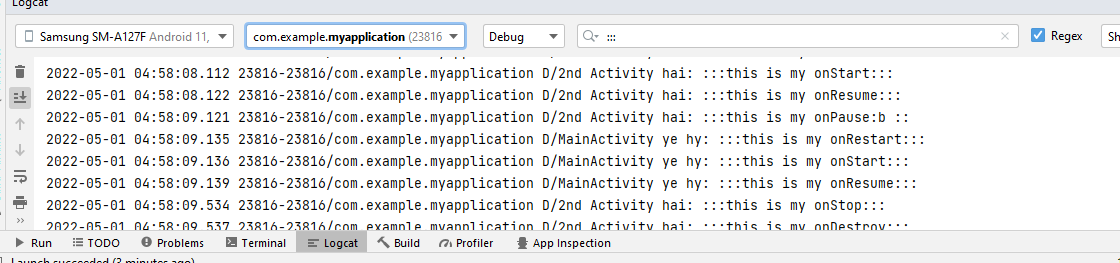 Logcat
Samsung SM-A127F Android 11,
com.example.myapplication (23816
Debug
:::
Regex
Sh
2022-05-01 04:58:08.112 23816-23816/com.example.myapplication D/2nd Activity hai: :::this is my onStart:::
2022-05-01 04:58:08.122 23816-23816/com.example.myapplication D/2nd Activity hai: :::this is my onResume:::
2022-05-01 04:58:09.121 23816-23816/com.example.myapplication D/2nd Activity hai: :::this is my onPause:b ::
2022-05-01 04:58:09.135 23816-23816/com.example.myapplication D/MainActivity ye hy: :::this is my onRestart:::
2022-05-01 04:58:09.136 23816-23816/com.example.myapplication D/MainActivity ye hy: :::this is my onStart:::
2022-05-01 04:58:09.139 23816-23816/com.example.myapplication D/MainActivity ye hy: :::this is my onResume:::
2022-05-01 04:58:09.534 23816-23816/com.example.myapplication D/2nd Activity hai: :::this is my onStop:::
2022-05-01 04:58:09.537 23816-23816/com.example.myapplication D/2nd Activity hai: :::this is my onDestroy:::
Run TODO Problems Terminal Logcat Build Profiler App Inspection
Launch succeeded (3 minutes ago)